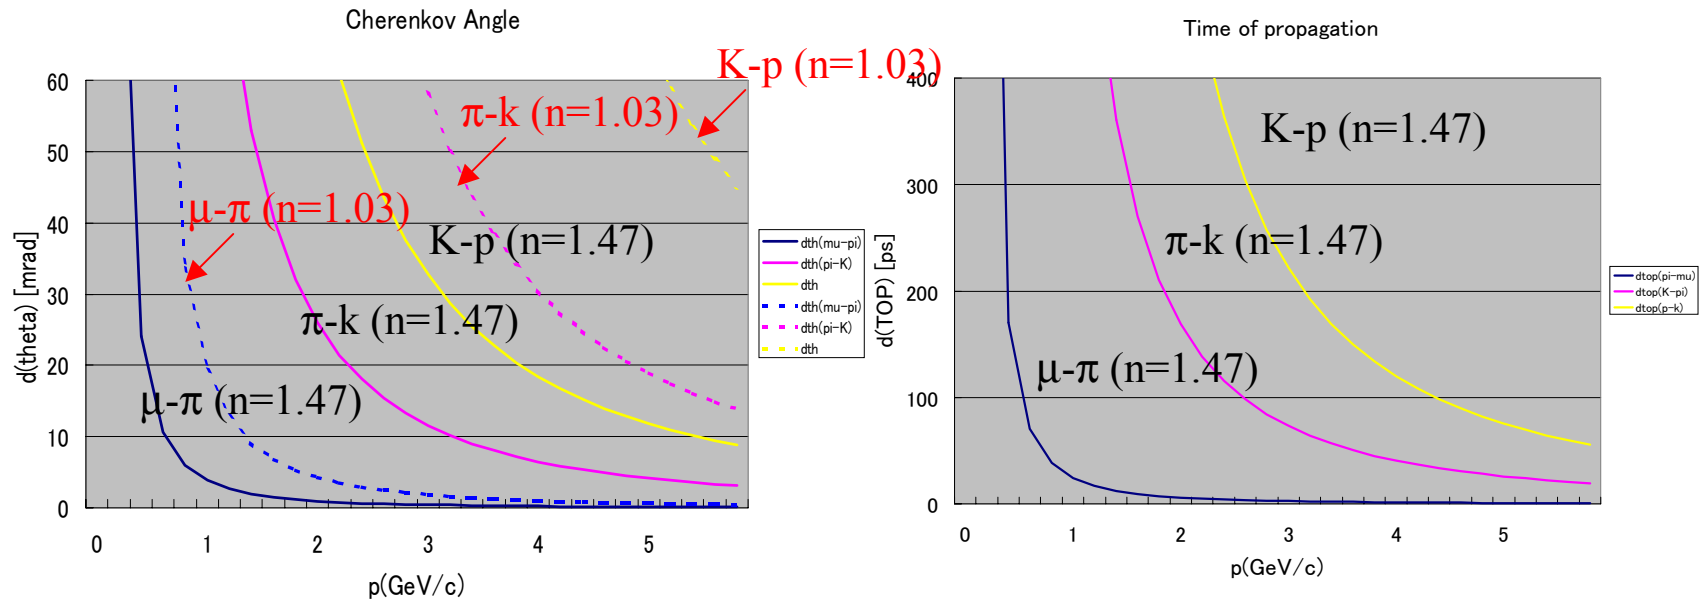 Cherenkov Angle
K-p (n=1.03)
π-k (n=1.03)
μ-π (n=1.03)
K-p (n=1.47)
π-k (n=1.47)
μ-π (n=1.47)
d(theta) [mrad]
60
50
40
30
20
10
0
0 1 2 3 4 5
p(GeV/c)
dth(mu-pi)
dth(pi-K)
dth
dth(mu-pi)
dth(pi-K)
dth
Time of propagation
K-p (n=1.47)
π-k (n=1.47)
μ-π (n=1.47)
d(TOP) [ps]
400
300
200
100
0
0 1 2 3 4 5
p(GeV/c)
dtop(pi-mu)
dtop(K-pi)
dtop(p-k)